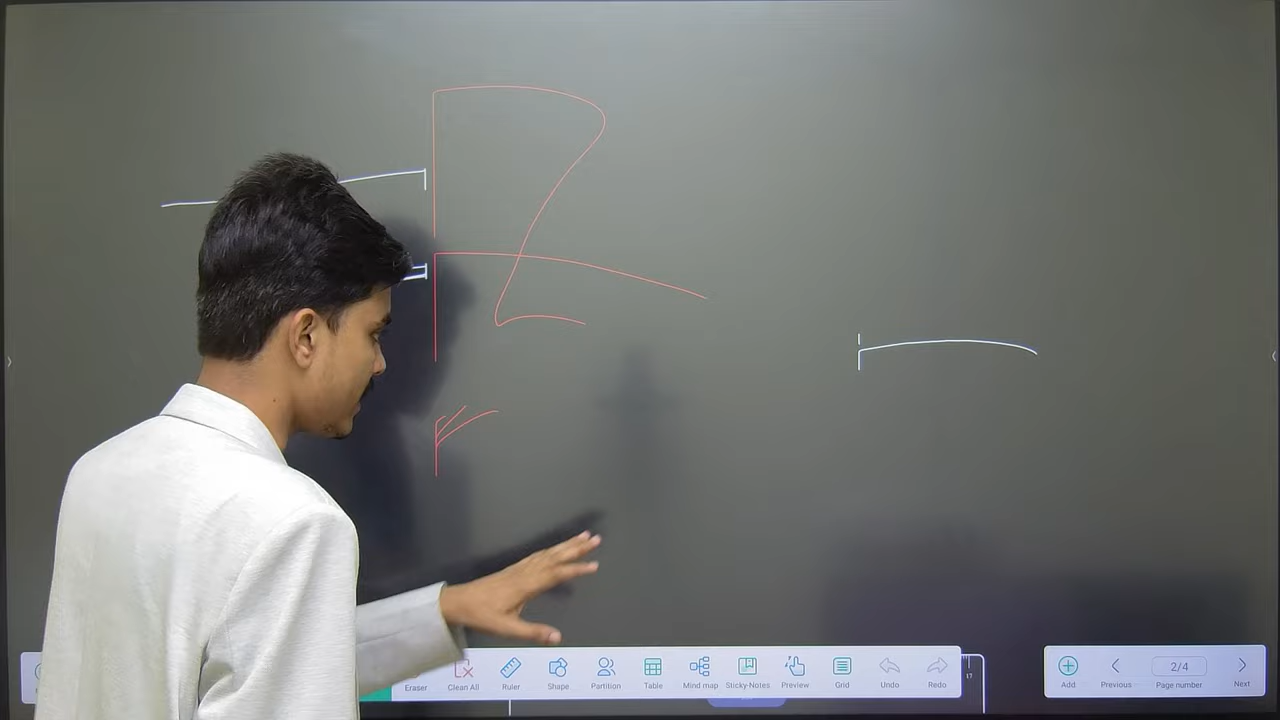 Eraser
Clean All
Ruler
Shape
Partition
Table
Mind map
Sticky-Notes
Preview
Grid
Undo
Redo
17
Add
Previous
2/4
Page number
Next